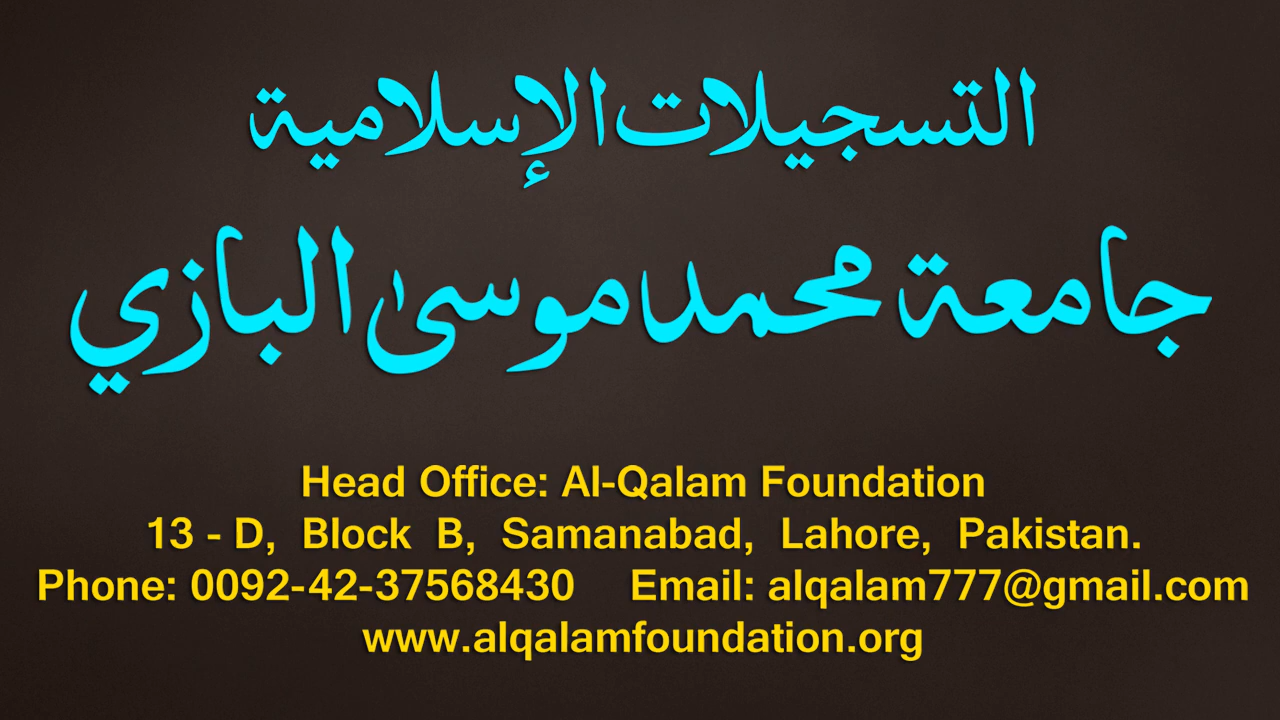 التسجيلات الإسلامية
جامعة محمد موسىٰ البازي
Head Office: Al-Qalam Foundation
13 - D, Block B, Samanabad, Lahore, Pakistan.
Phone: 0092-42-37568430 Email: alqalam777@gmail.com
www.alqalamfoundation.org